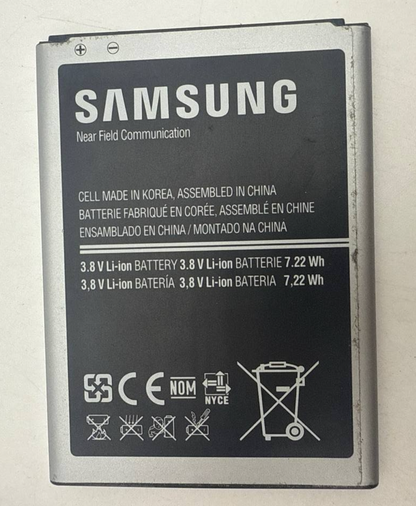 SAMSUNG
Near Field Communication
CELL MADE IN KOREA, ASSEMBLED IN CHINA
BATTERIE FABRIQUÉ EN CORÉE, ASSEMBLÉ EN CHINE
ENSAMBLADO EN CHINA / MONTADO NA CHINA
3.8 V Li-ion BATTERY 3.8 V Li-ion BATTERIE 7.22 Wh
3,8 V Li-ion BATERÍA 3,8 V Li-ion BATERIA 7,22 Wh
CE NOM NYCE